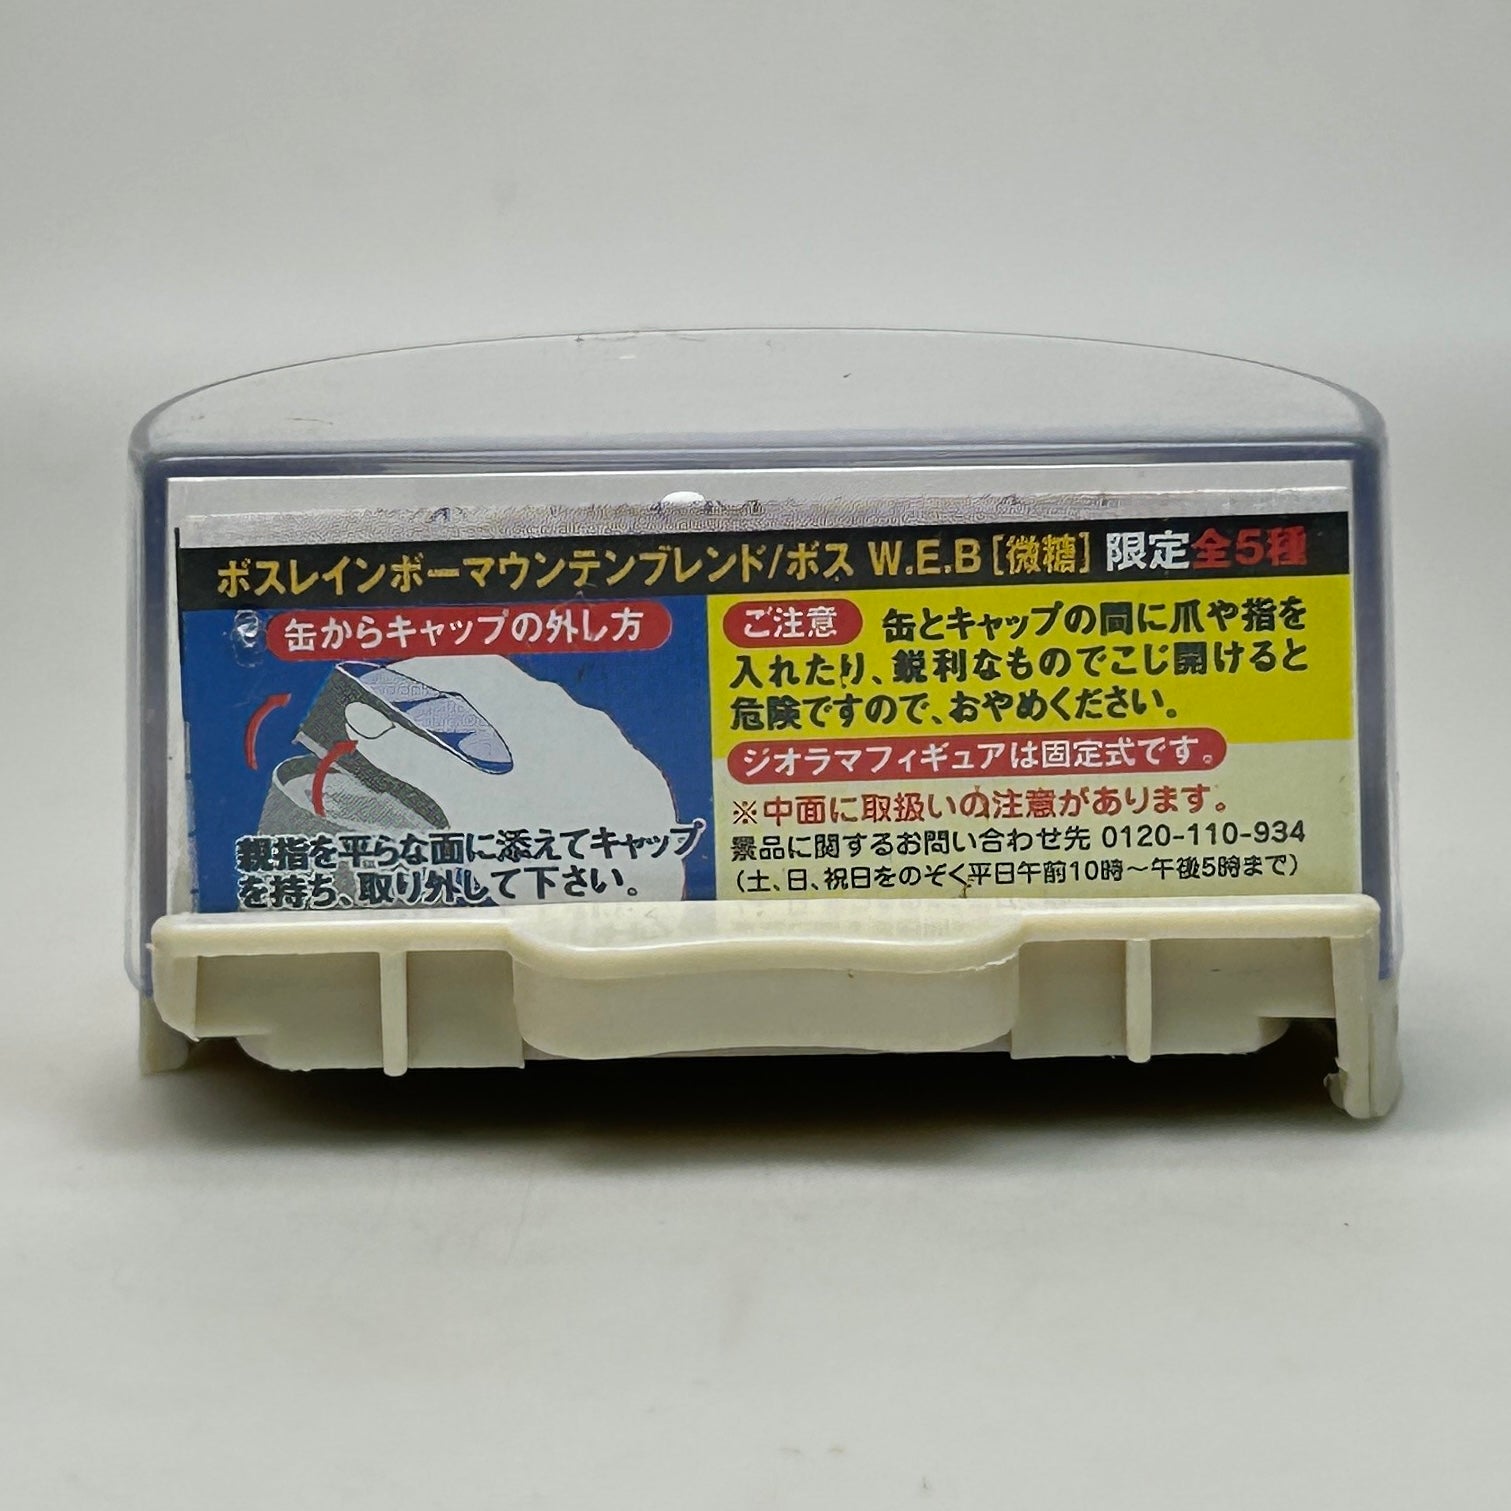 ボスレインボーマウンテンブレンド/ボス W.E.B［微糖］ 限定全5種
缶からキャップの外し方
親指を平らな面に添えてキャップ
を持ち、取り外して下さい。
ご注意 缶とキャップの間に爪や指を
入れたり、鋭利なものでこじ開けると
危険ですので、おやめください。
ジオラマフィギュアは固定式です。
※中面に取扱いの注意があります。
景品に関するお問い合わせ先 0120-110-934
（土、日、祝日をのぞく平日午前10時～午後5時まで）